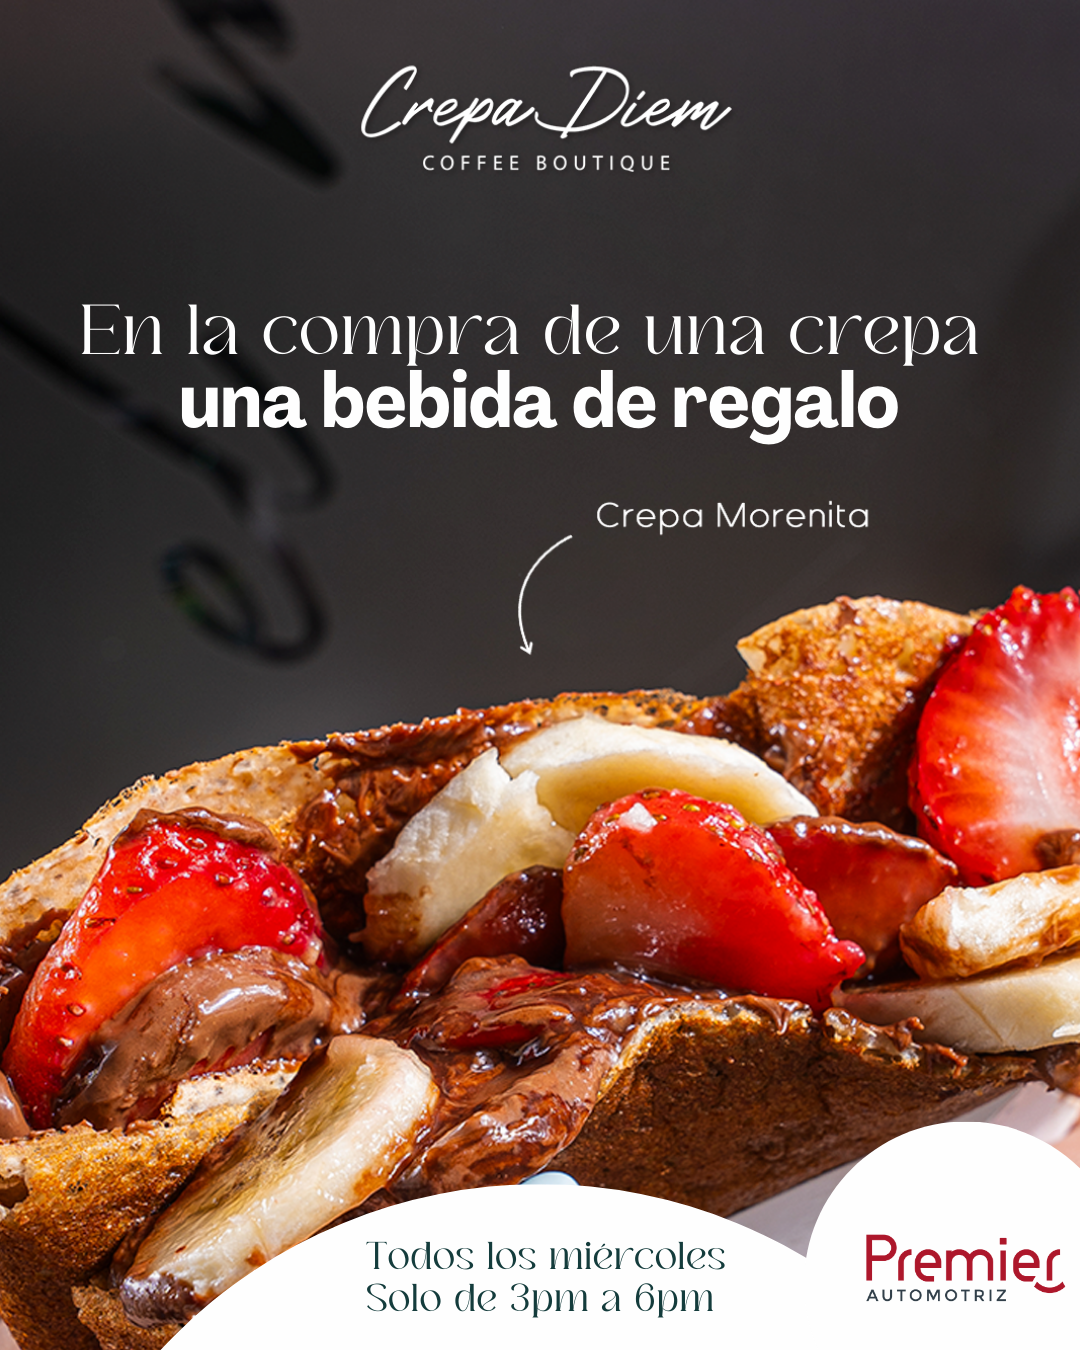 Crepa Diem
COFFEE BOUTIQUE
En la compra de una crepa
una bebida de regalo
Crepa Morenita
Todos los miércoles
Solo de 3pm a 6pm
Premier
AUTOMOTRIZ